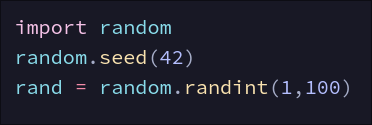 import random
random.seed(42)
rand = random.randint(1,100)